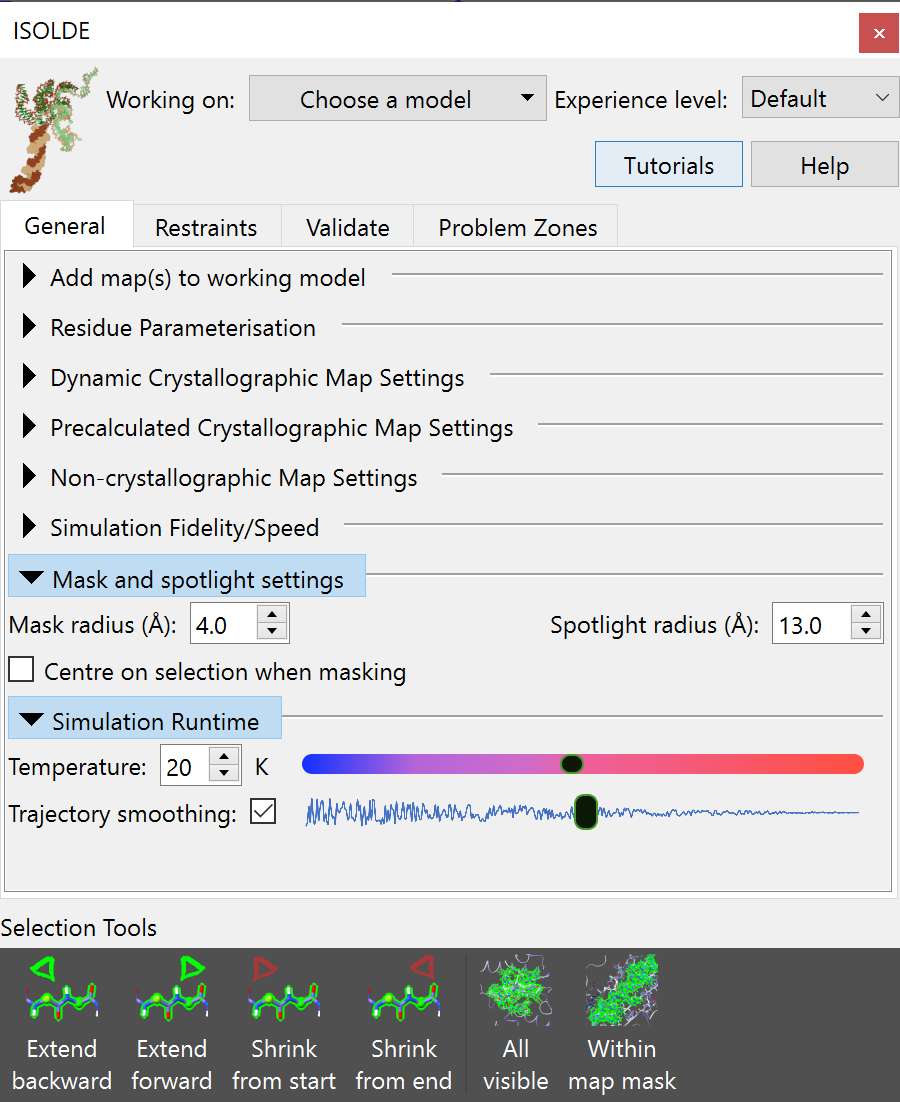 ISOLDE
Working on: Choose a model Experience level: Default
Tutorials Help
General Restraints Validate Problem Zones
Add map(s) to working model
Residue Parameterisation
Dynamic Crystallographic Map Settings
Precalculated Crystallographic Map Settings
Non-crystallographic Map Settings
Simulation Fidelity/Speed
Mask and spotlight settings
Mask radius (Å): 4.0 Spotlight radius (Å): 13.0
Centre on selection when masking
Simulation Runtime
Temperature: 20 K
Trajectory smoothing:
Selection Tools
Extend backward
Extend forward
Shrink from start
Shrink from end
All visible
Within map mask